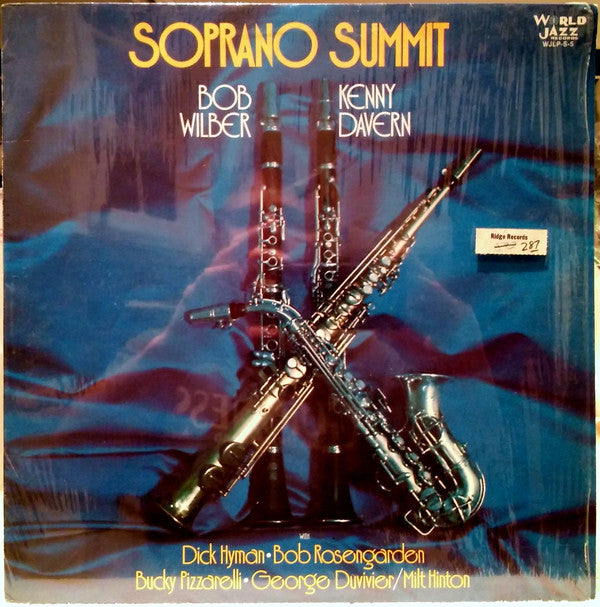 SOPRANO SUMMIT
WORLD
JAZZ
RECORDS
WJLP-S-5
BOB
WILBER
KENNY
DAVERN
Ridge Records
287
with
Dick Hyman•Bob Rosengarden
Bucky Pizzarelli•George Duvivier/Milt Hinton